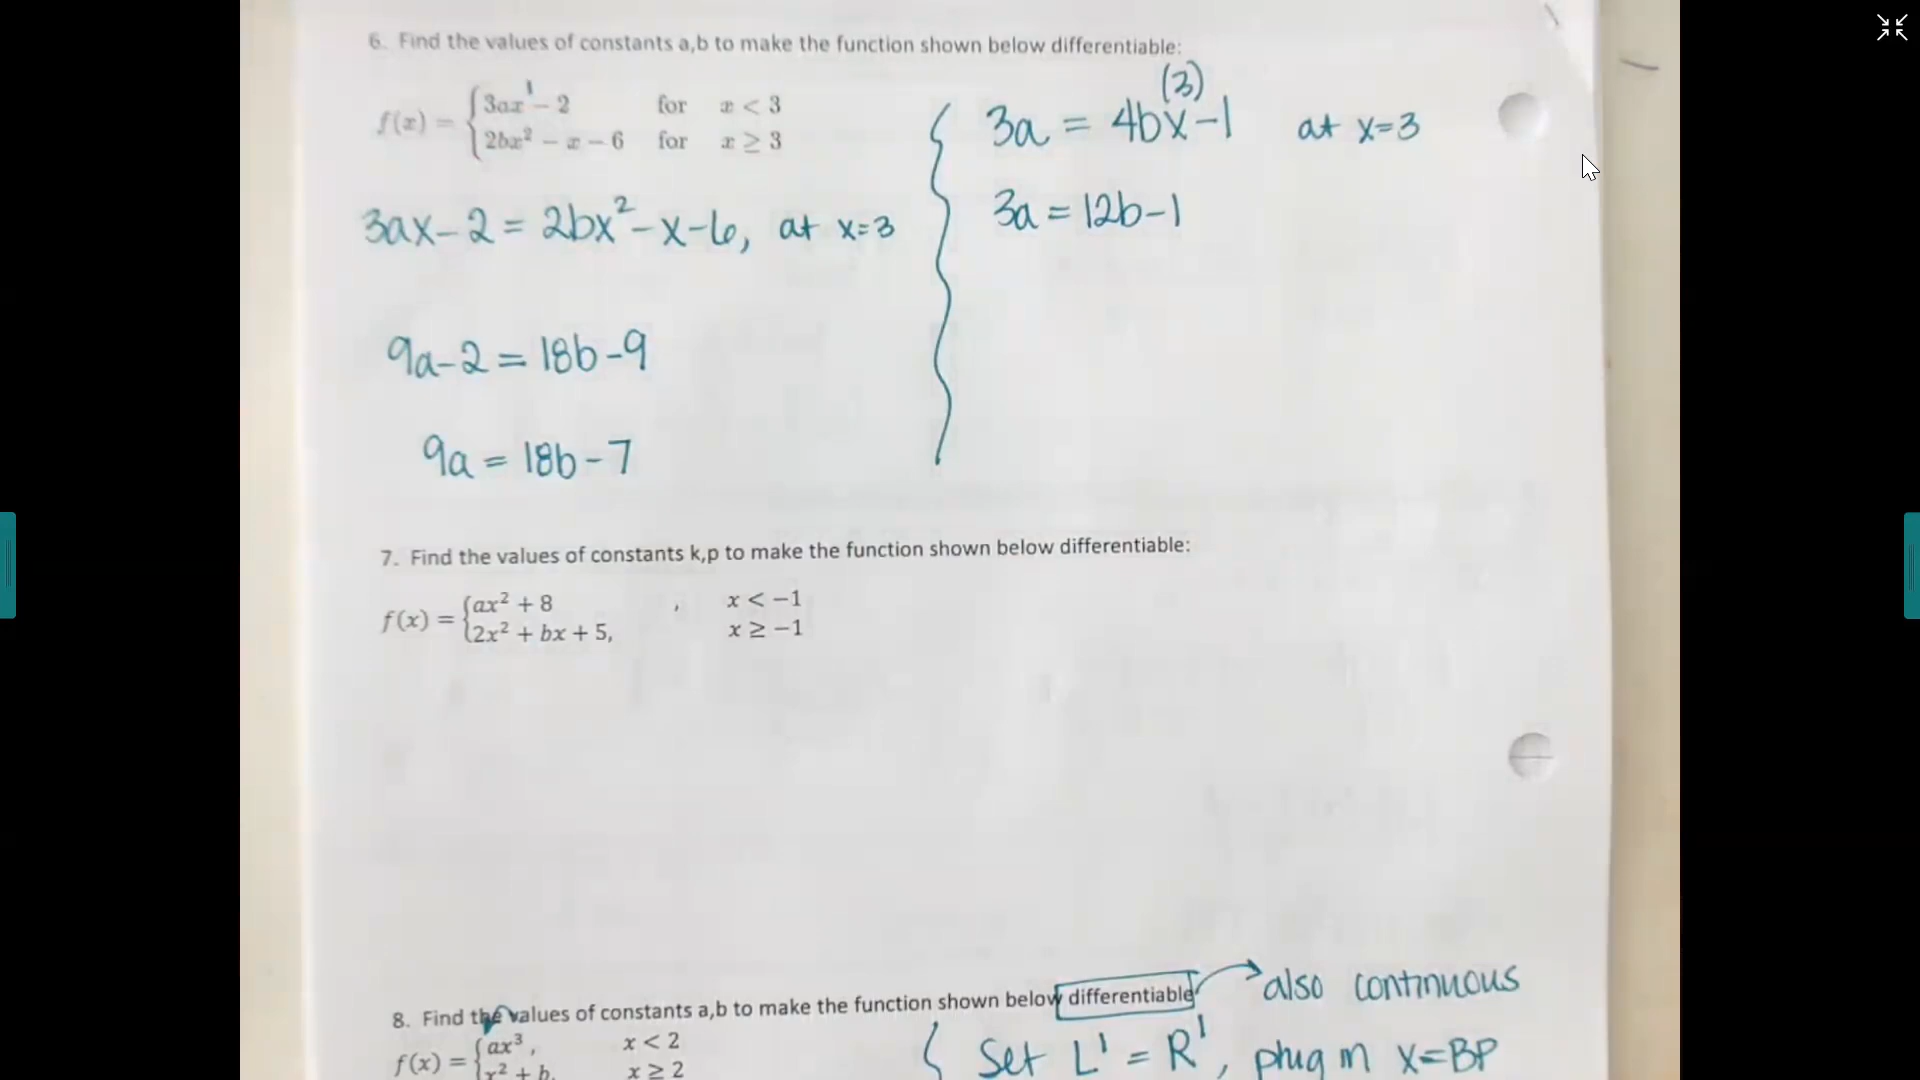 6. Find the values of constants a,b to make the function shown below differentiable:
f(x) = { 3ax¹ - 2 for x < 3
2bx² - x - 6 for x ≥ 3
3ax - 2 = 2bx² - x - 6, at x=3
9a - 2 = 18b - 9
9a = 18b - 7
(3)
3a = 4bx - 1 at x=3
3a = 12b - 1
7. Find the values of constants k,p to make the function shown below differentiable:
f(x) = { ax² + 8 , x < -1
2x² + bx + 5, x ≥ -1
8. Find the values of constants a,b to make the function shown below differentiable → also continuous
f(x) = { ax³, x < 2
x² + b, x ≥ 2
{ Set L' = R', plug in x=BP